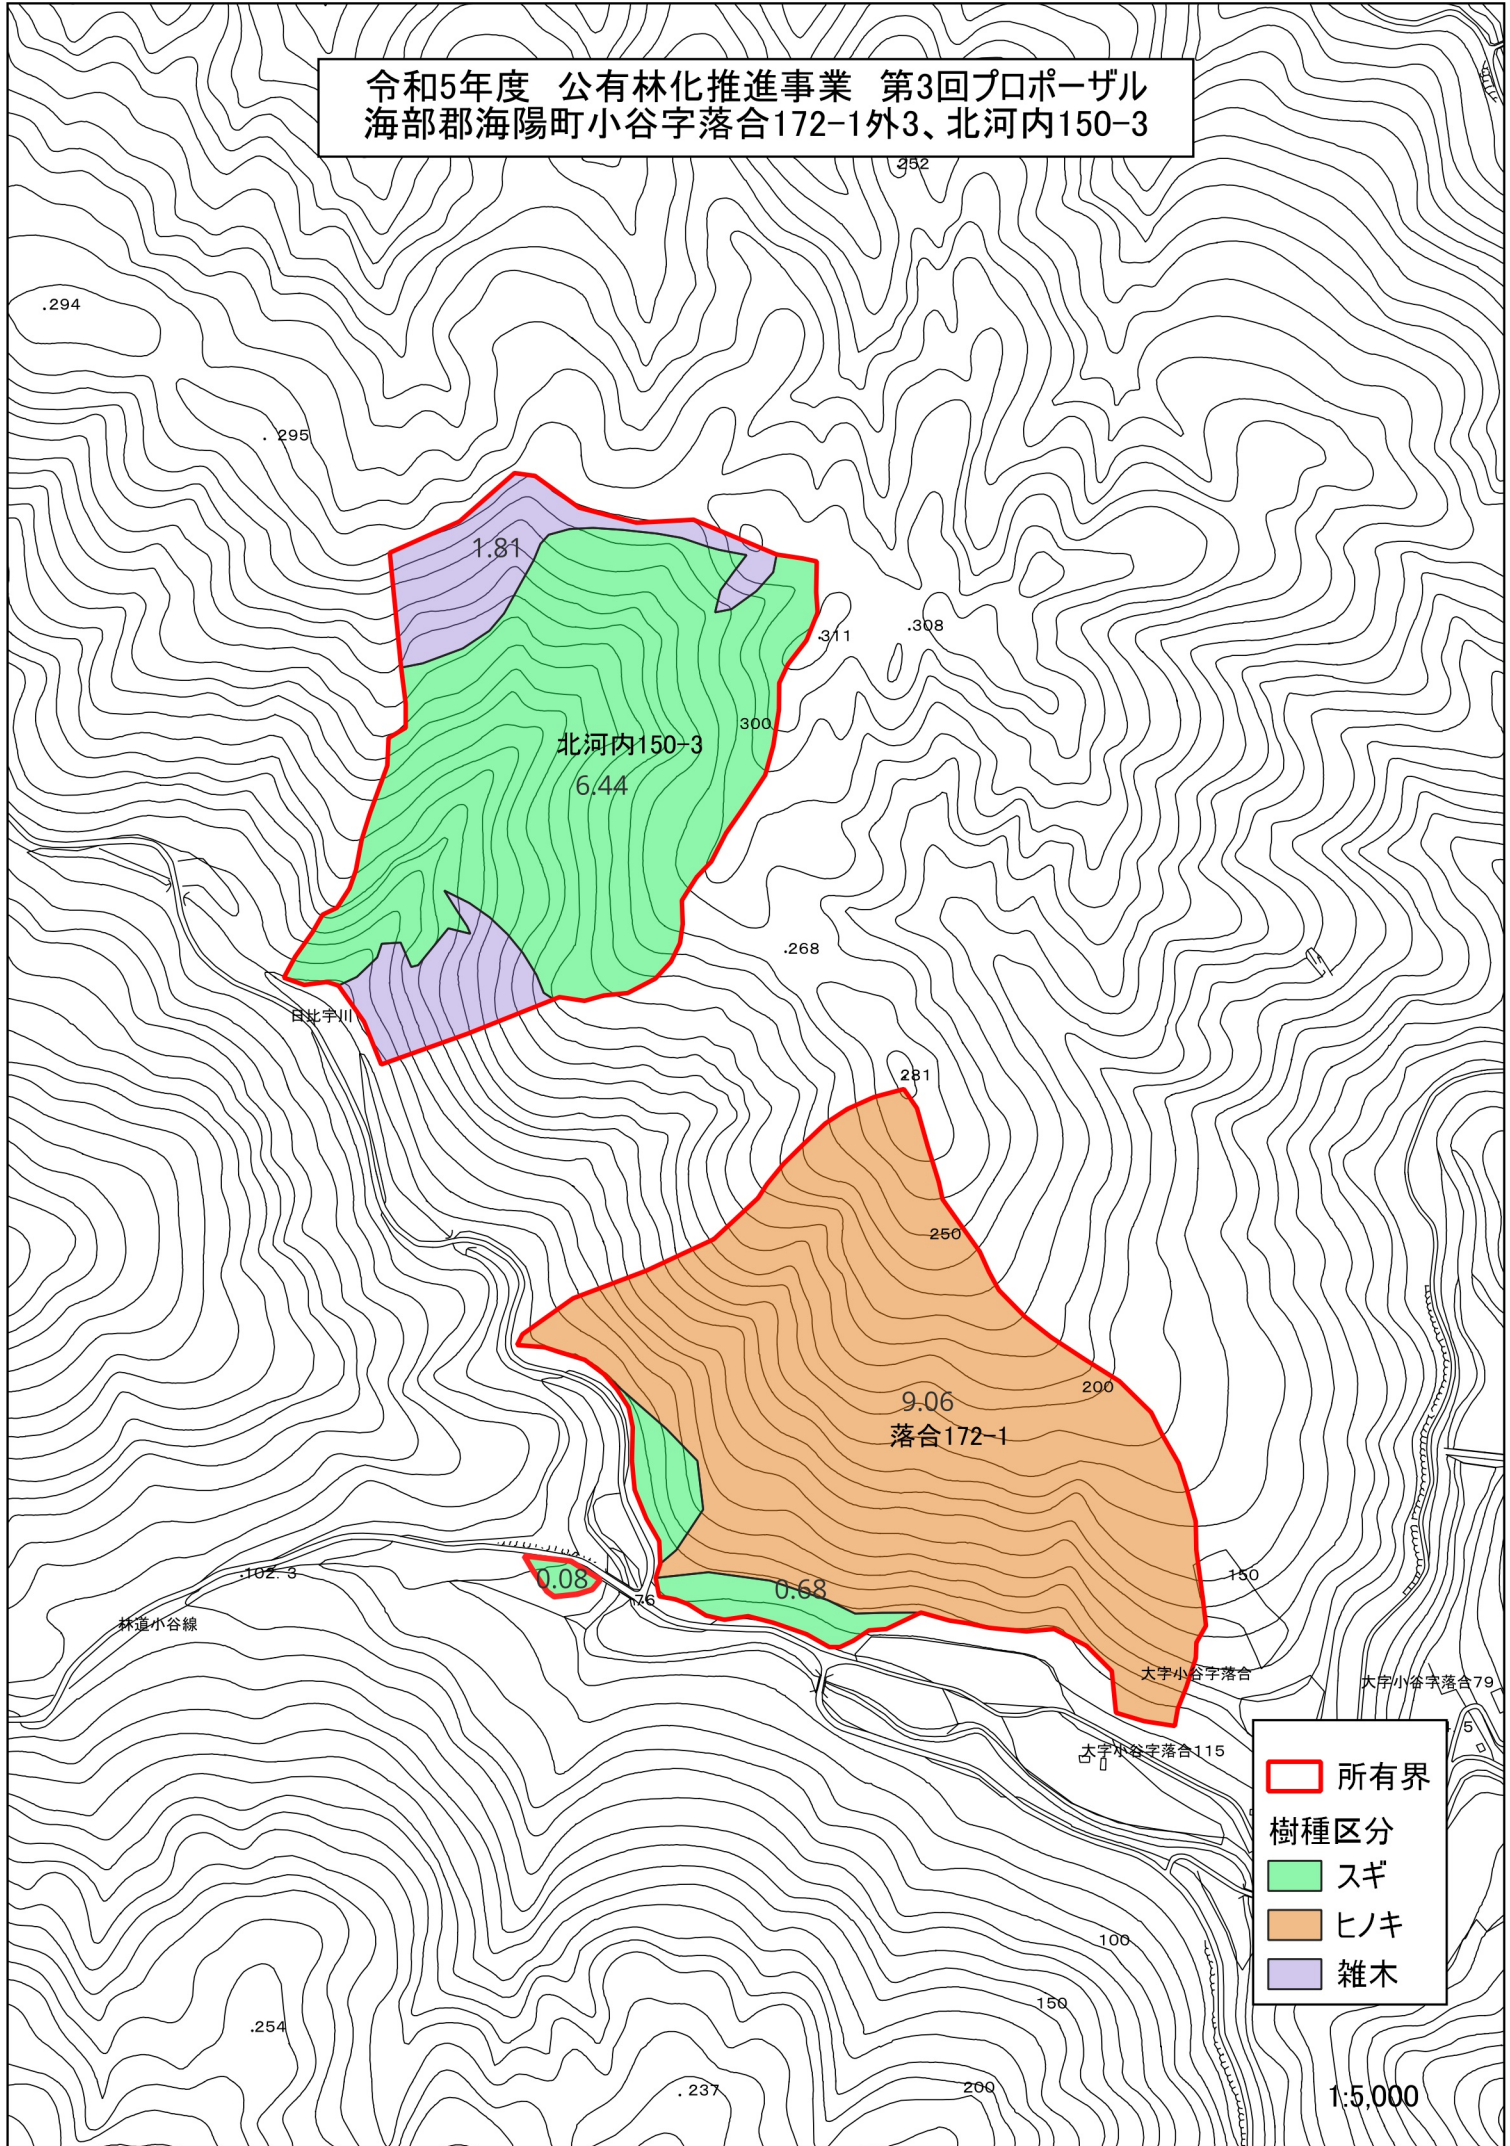 令和5年度 公有林化推進事業 第3回プロポーザル
海部郡海陽町小谷字落合172-1外3、北河内150-3
.252
.294
. 295
1.81
.308
.311
300
北河内150-3
6.44
.268
日比宇川
.281
250
200
9.06
落合172-1
.102. 3
0.08
0.68
150
76
林道小谷線
大字小谷字落合
大字小谷字落合79
5
大字小谷字落合115
所有界
樹種区分
スギ
ヒノキ
雑木
100
150
.254
. 237
200
1:5,000